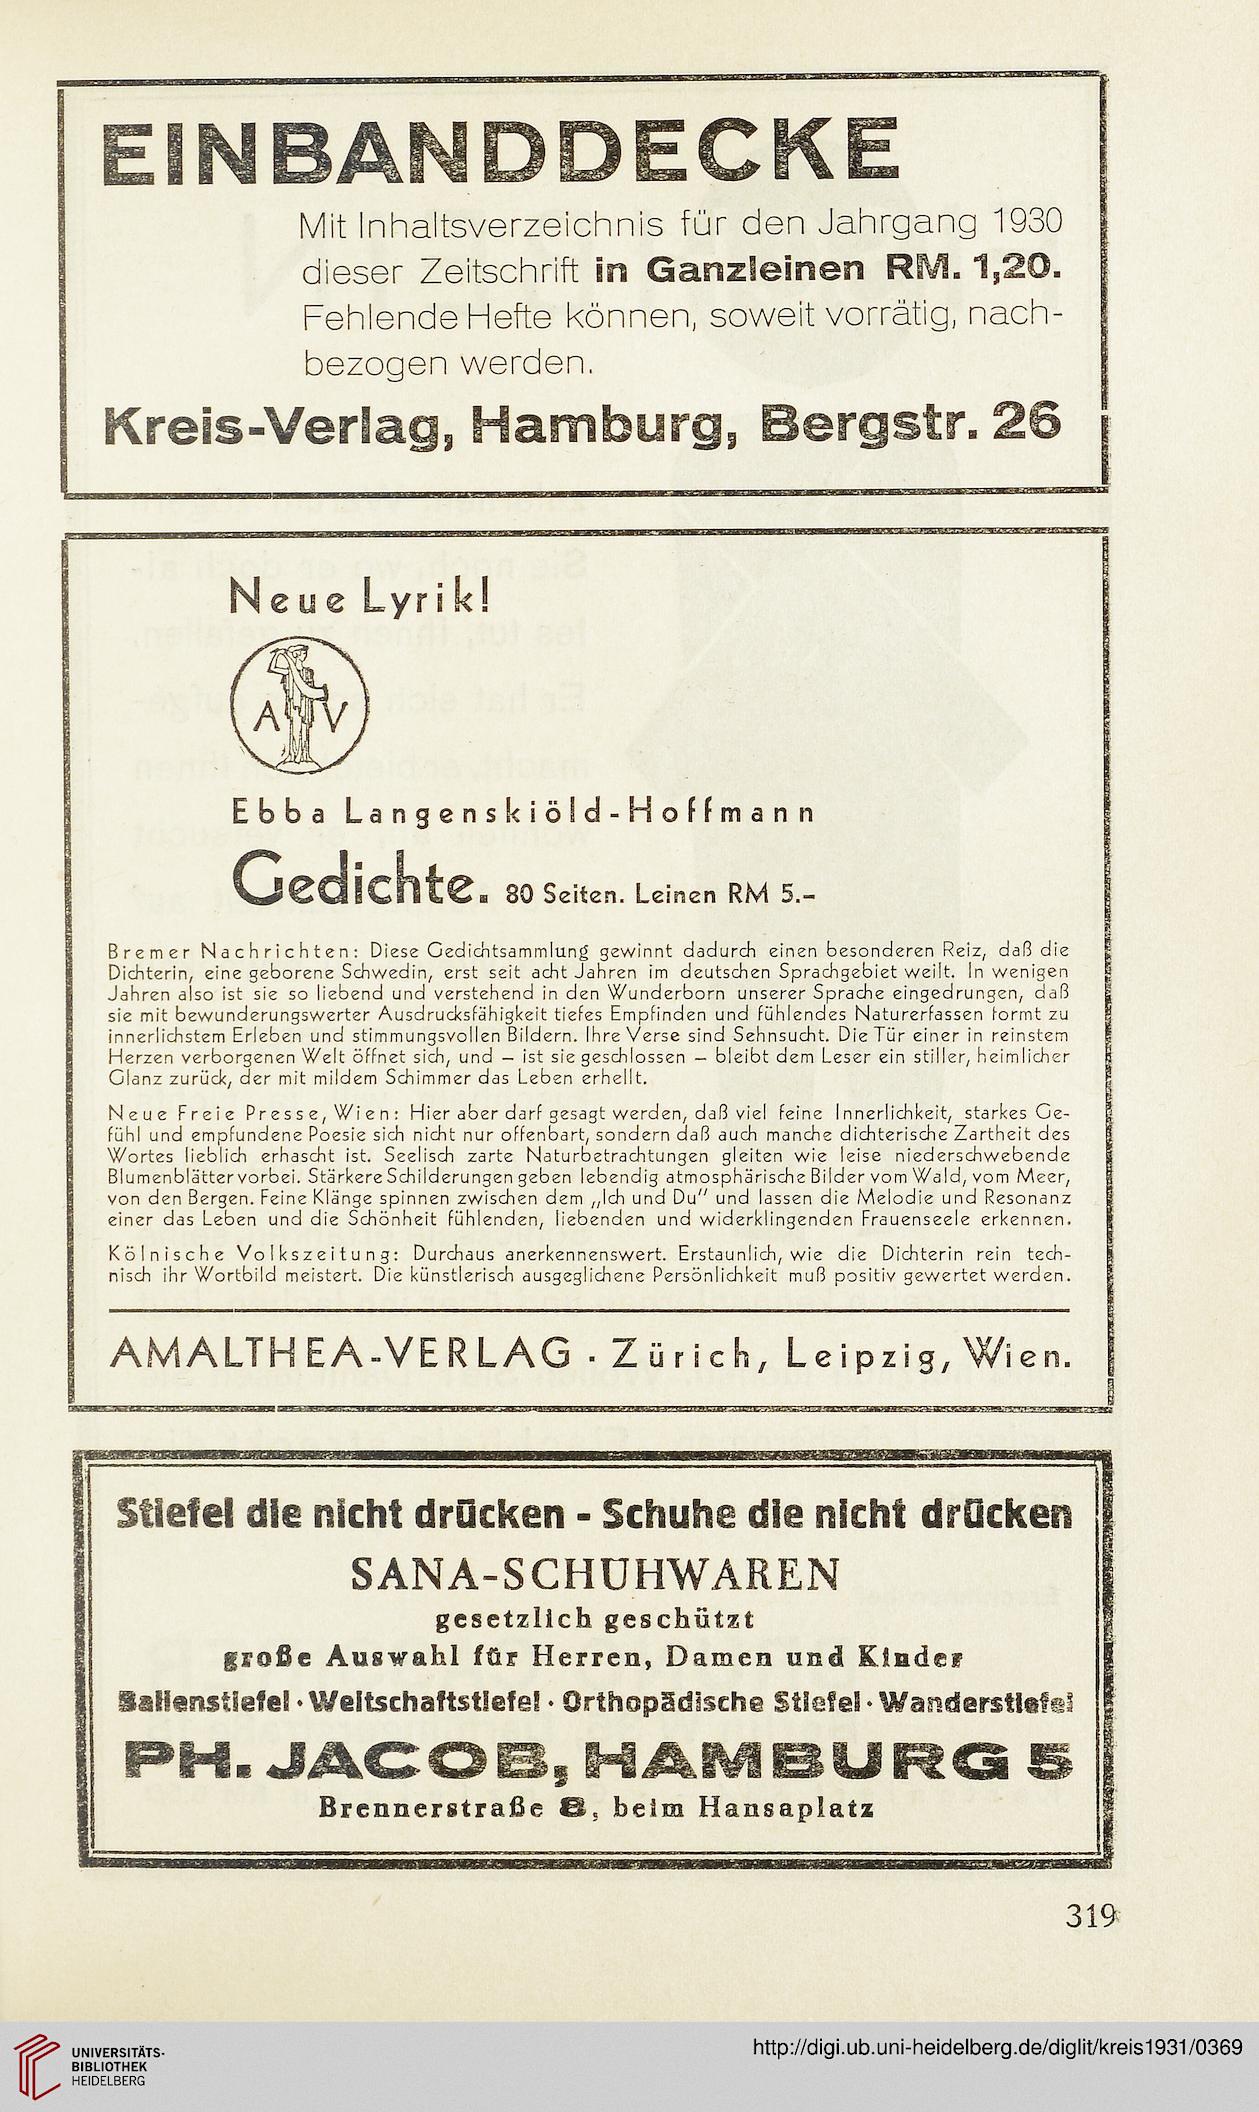 EINBANDDECKE
Mit Inhaltsverzeichnis für den Jahrgang 1930
dieser Zeitschrift in Ganzleinen RM. 1,20.
Fehlende Hefte können, soweit vorrätig, nach-
bezogen werden.
Kreis-Verlag, Hamburg, Bergstr. 26
Neue Lyrik!
A V
Ebba Langenskiöld-Hoffmann
Gedichte. 80 Seiten. Leinen RM 5.–
Bremer Nachrichten: Diese Gedichtsammlung gewinnt dadurch einen besonderen Reiz, daß die
Dichterin, eine geborene Schwedin, erst seit acht Jahren im deutschen Sprachgebiet weilt. In wenigen
Jahren also ist sie so liebend und verstehend in den Wunderborn unserer Sprache eingedrungen, daß
sie mit bewunderungswerter Ausdrucksfähigkeit tiefes Empfinden und fühlendes Naturerfassen formt zu
innerlichstem Erleben und stimmungsvollen Bildern. Ihre Verse sind Sehnsucht. Die Tür einer in reinstem
Herzen verborgenen Welt öffnet sich, und – ist sie geschlossen – bleibt dem Leser ein stiller, heimlicher
Glanz zurück, der mit mildem Schimmer das Leben erhellt.
Neue Freie Presse, Wien: Hier aber darf gesagt werden, daß viel feine Innerlichkeit, starkes Ge-
fühl und empfundene Poesie sich nicht nur offenbart, sondern daß auch manche dichterische Zartheit des
Wortes lieblich erhascht ist. Seelisch zarte Naturbetrachtungen gleiten wie leise niederschwebende
Blumenblätter vorbei. Stärkere Schilderungen geben lebendig atmosphärische Bilder vom Wald, vom Meer,
von den Bergen. Feine Klänge spinnen zwischen dem „Ich und Du" und lassen die Melodie und Resonanz
einer das Leben und die Schönheit fühlenden, liebenden und widerklingenden Frauenseele erkennen.
Kölnische Volkszeitung: Durchaus anerkennenswert. Erstaunlich, wie die Dichterin rein tech-
nisch ihr Wortbild meistert. Die künstlerisch ausgeglichene Persönlichkeit muß positiv gewertet werden.
AMALTHEA-VERLAG · Zürich, Leipzig, Wien.
Stiefel die nicht drücken - Schuhe die nicht drücken
SANA-SCHUHWAREN
gesetzlich geschützt
große Auswahl für Herren, Damen und Kinder
Ballenstiefel · Weitschaftstiefel · Orthopädische Stiefel · Wanderstiefel
PH. JACOB, HAMBURG 5
Brennerstraße 8, beim Hansaplatz
319
UNIVERSITÄTS-
BIBLIOTHEK
HEIDELBERG
http://digi.ub.uni-heidelberg.de/diglit/kreis1931/0369